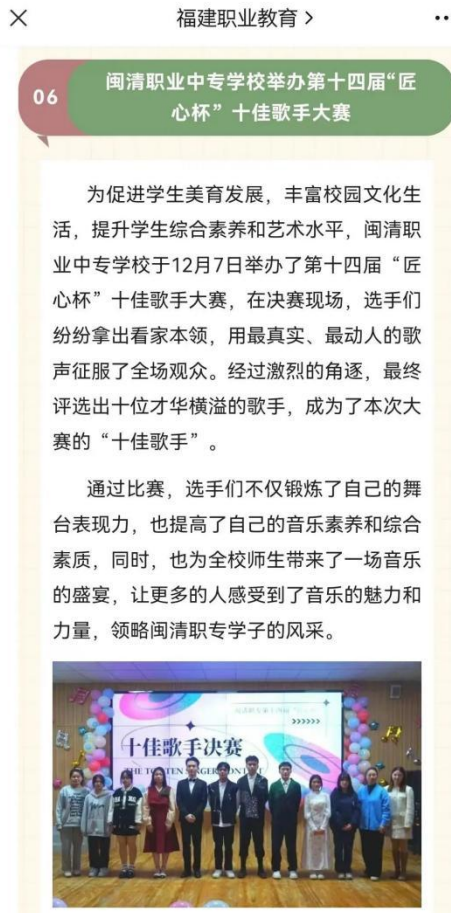 福建职业教育 >
06
闽清职业中专学校举办第十四届“匠
心杯”十佳歌手大赛
为促进学生美育发展，丰富校园文化生
活，提升学生综合素养和艺术水平，闽清职
业中专学校于12月7日举办了第十四届“匠
心杯”十佳歌手大赛，在决赛现场，选手们
纷纷拿出看家本领，用最真实、最动人的歌
声征服了全场观众。经过激烈的角逐，最终
评选出十位才华横溢的歌手，成为了本次大
赛的“十佳歌手”。
通过比赛，选手们不仅锻炼了自己的舞
台表现力，也提高了自己的音乐素养和综合
素质，同时，也为全校师生带来了一场音乐
的盛宴，让更多的人感受到了音乐的魅力和
力量，领略闽清职专学子的风采。
>>>>>>
十佳歌手决赛